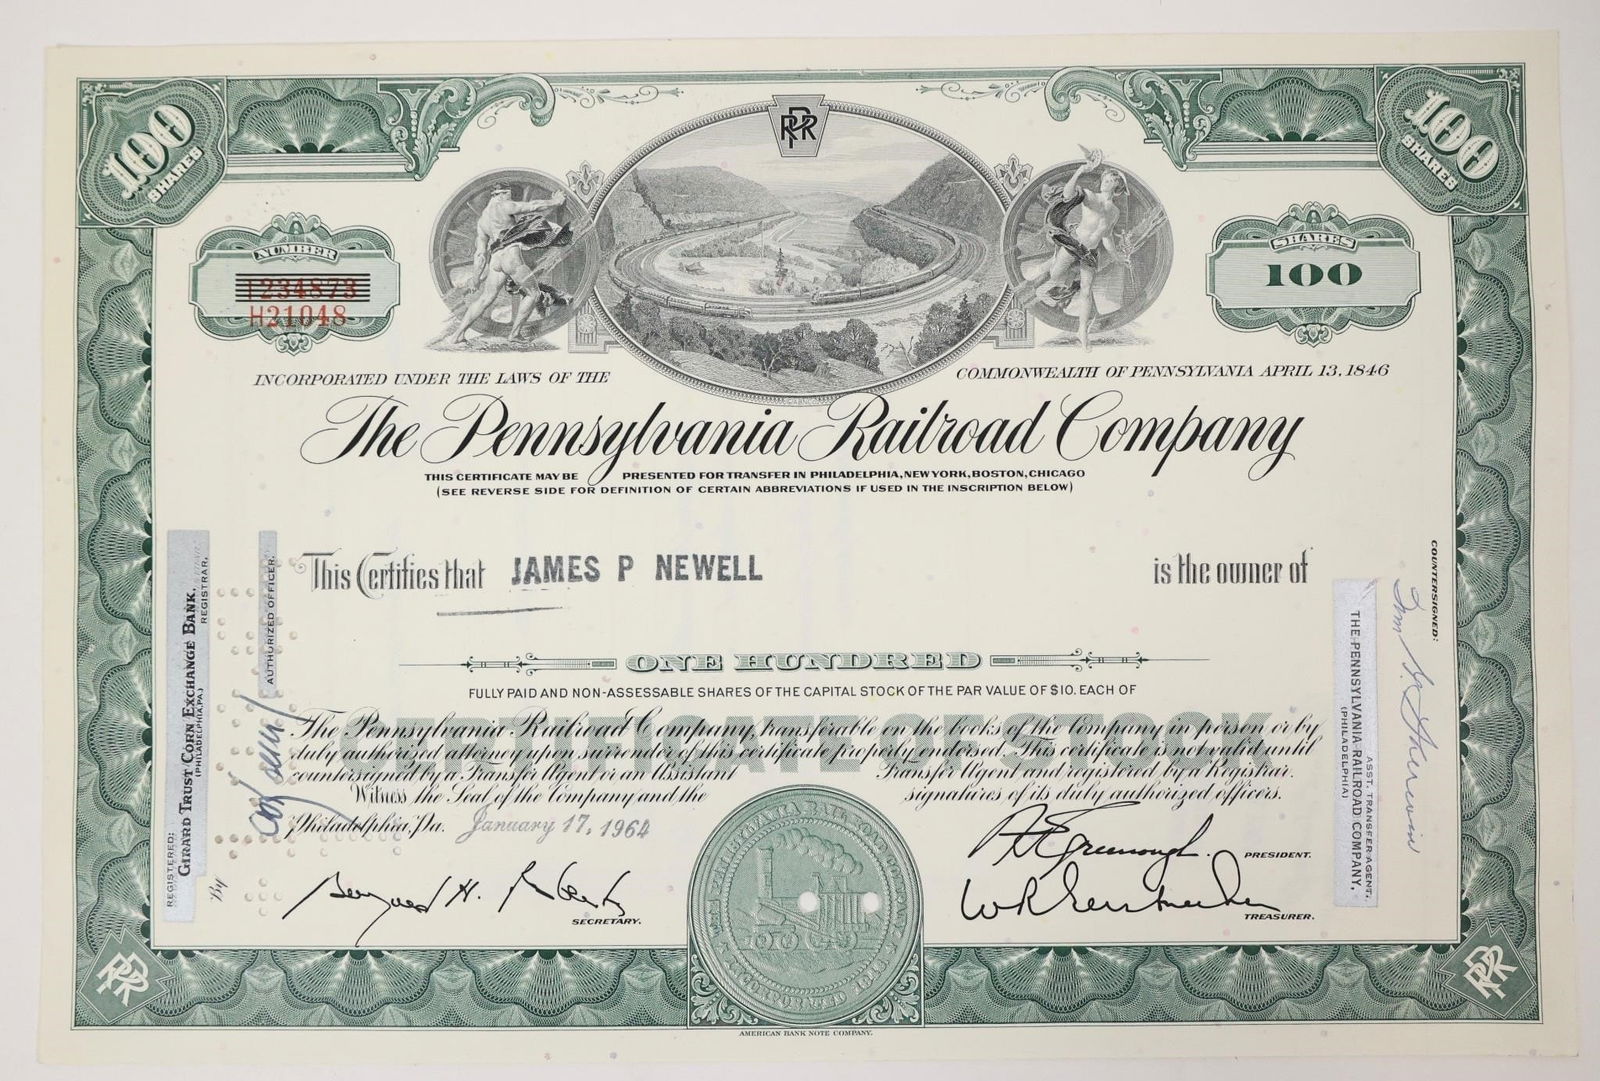 100 SHARES
100 SHARES
PRR
NUMBER
1234873
H21048
SHARES
100
INCORPORATED UNDER THE LAWS OF THE COMMONWEALTH OF PENNSYLVANIA APRIL 13, 1846
The Pennsylvania Railroad Company
THIS CERTIFICATE MAY BE PRESENTED FOR TRANSFER IN PHILADELPHIA, NEW YORK, BOSTON, CHICAGO
(SEE REVERSE SIDE FOR DEFINITION OF CERTAIN ABBREVIATIONS IF USED IN THE INSCRIPTION BELOW)
This Certifies that JAMES P NEWELL is the owner of
ONE HUNDRED
FULLY PAID AND NON-ASSESSABLE SHARES OF THE CAPITAL STOCK OF THE PAR VALUE OF $10. EACH OF
CERTIFICATE OF STOCK
The Pennsylvania Railroad Company, transferable on the books of the Company in person or by
duly authorized attorney upon surrender of this certificate properly endorsed. This certificate is not valid until
countersigned by a Transfer Agent or an Assistant Transfer Agent and registered by a Registrar.
Witness the Seal of the Company and the signatures of its duly authorized officers.
Philadelphia, Pa. January 17, 1964
SECRETARY.
PRESIDENT.
TREASURER.
REGISTERED:
GIRARD TRUST CORN EXCHANGE BANK,
(PHILADELPHIA, PA.)
REGISTRAR,
By
AUTHORIZED OFFICER.
COUNTERSIGNED:
ASST. TRANSFER AGENT.
THE PENNSYLVANIA RAILROAD COMPANY,
(PHILADELPHIA)
PENNSYLVANIA RAILROAD COMPANY
INCORPORATED 1846
PRR
PRR
AMERICAN BANK NOTE COMPANY.